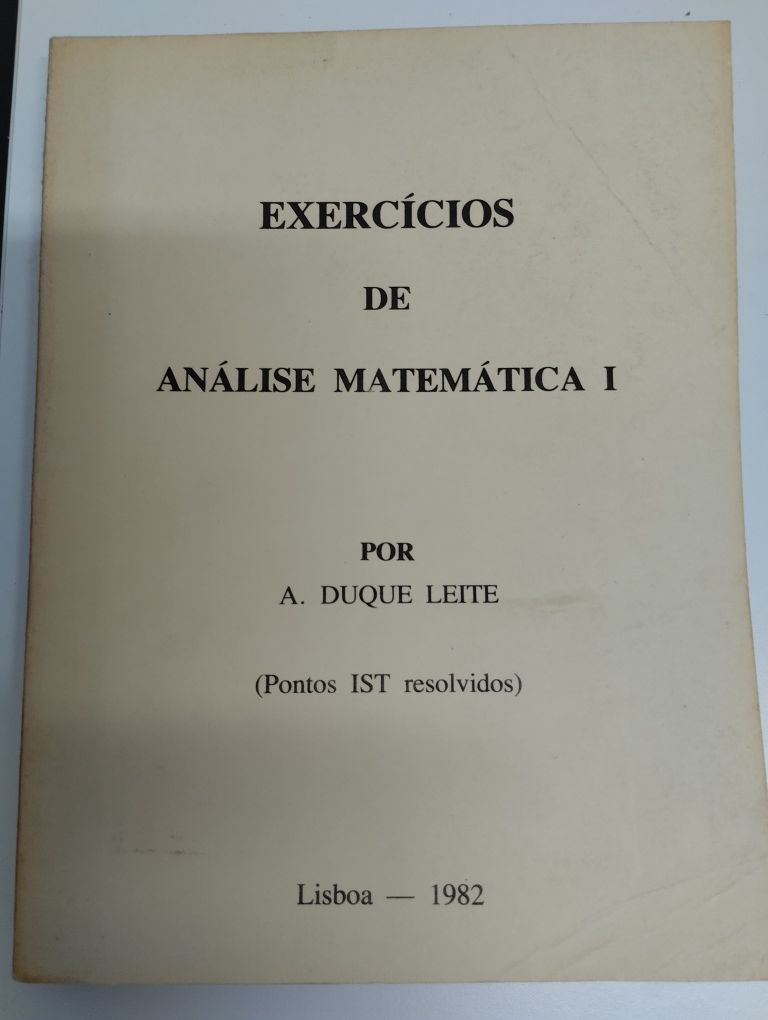 EXERCÍCIOS
DE
ANÁLISE MATEMÁTICA I
POR
A. DUQUE LEITE
(Pontos IST resolvidos)
Lisboa — 1982